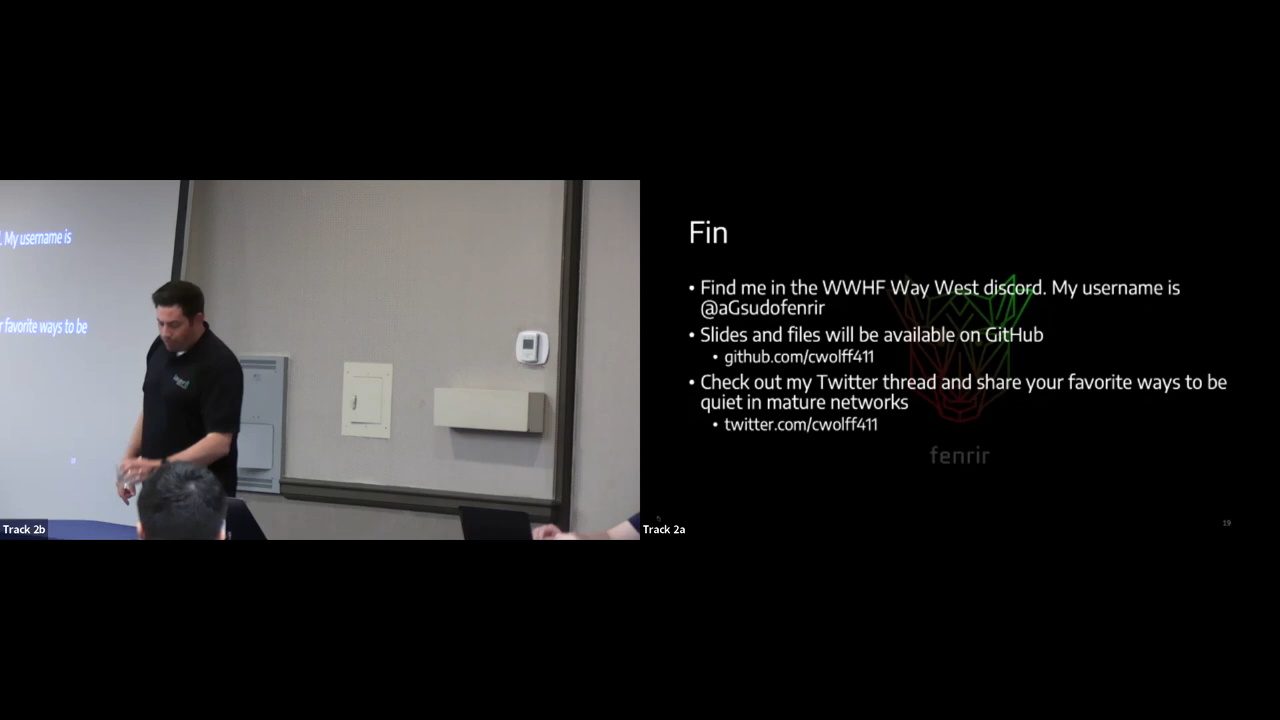 . My username is
r favorite ways to be
Track 2b
Fin
• Find me in the WWHF Way West discord. My username is
@aGsudofenrir
• Slides and files will be available on GitHub
• github.com/cwolff411
• Check out my Twitter thread and share your favorite ways to be
quiet in mature networks
• twitter.com/cwolff411
fenrir
19
Track 2a